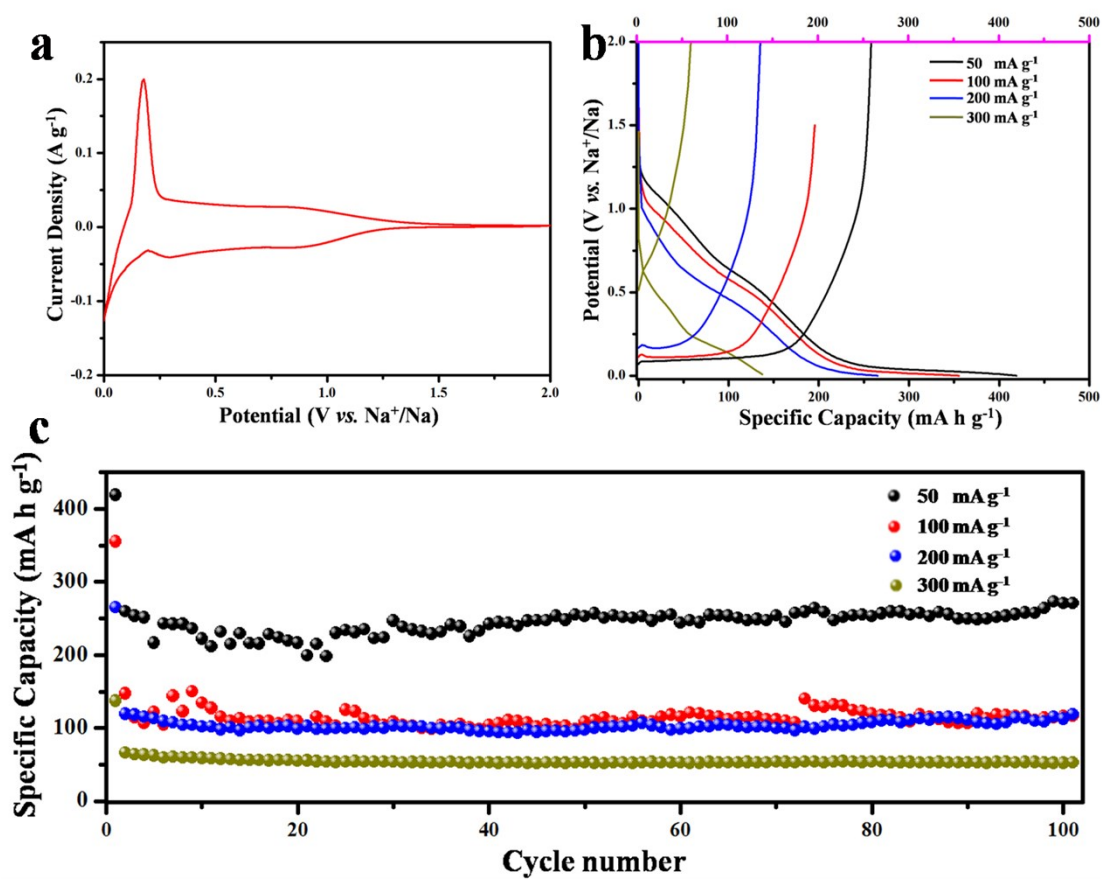 a
0.2
0.1
0.0
-0.1
-0.2
0.0
0.5
1.0
1.5
2.0
Current Density (A g⁻¹)
Potential (V vs. Na⁺/Na)
b
0 100 200 300 400 500
2.0
1.5
1.0
0.5
0.0
50 mA g⁻¹
100 mA g⁻¹
200 mA g⁻¹
300 mA g⁻¹
Potential (V vs. Na⁺/Na)
0 100 200 300 400 500
Specific Capacity (mA h g⁻¹)
c
400
300
200
100
0
50 mA g⁻¹
100 mA g⁻¹
200 mA g⁻¹
300 mA g⁻¹
Specific Capacity (mA h g⁻¹)
0 20 40 60 80 100
Cycle number